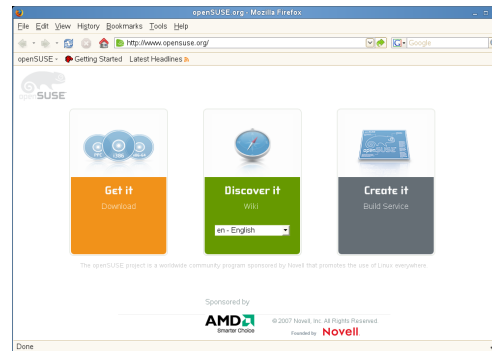 openSUSE.org - Mozilla Firefox
File Edit View History Bookmarks Tools Help
http://www.opensuse.org/
Google
openSUSE Getting Started Latest Headlines
openSUSE
Get it
Download
Discover it
Wiki
en - English
Create it
Build Service
The openSUSE project is a worldwide community program sponsored by Novell that promotes the use of Linux everywhere.
Sponsored by
AMD
Smarter Choice
© 2007 Novell, Inc. All Rights Reserved
Founded by Novell.
Done